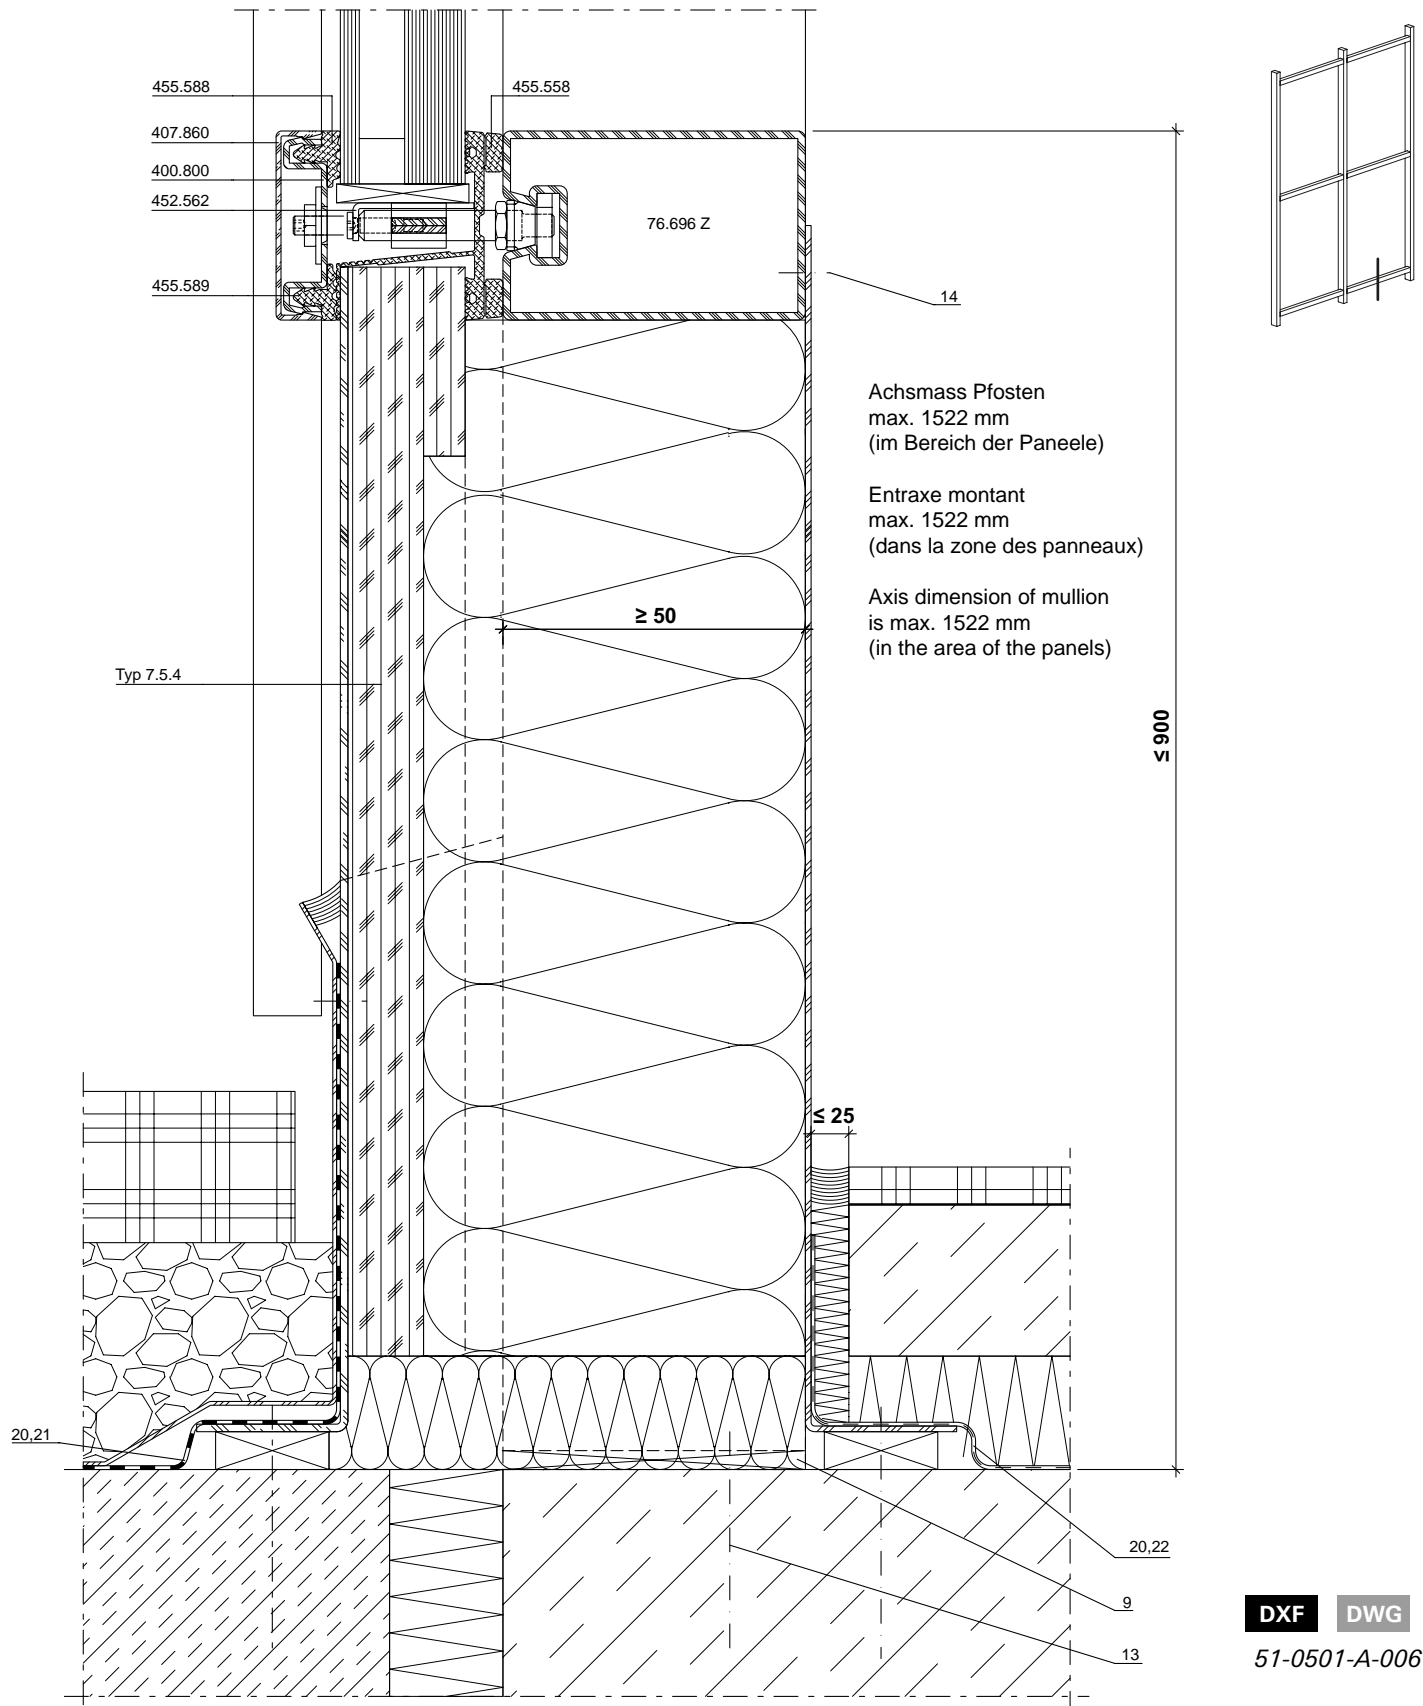 455.588
455.558
407.860
400.800
452.562
76.696 Z
455.589
14
Achsmass Pfosten
max. 1522 mm
(im Bereich der Paneele)
Entraxe montant
max. 1522 mm
(dans la zone des panneaux)
Axis dimension of mullion
is max. 1522 mm
(in the area of the panels)
≥ 50
Typ 7.5.4
≤ 900
≤ 25
20,21
20,22
9
13
DXF DWG
51-0501-A-006